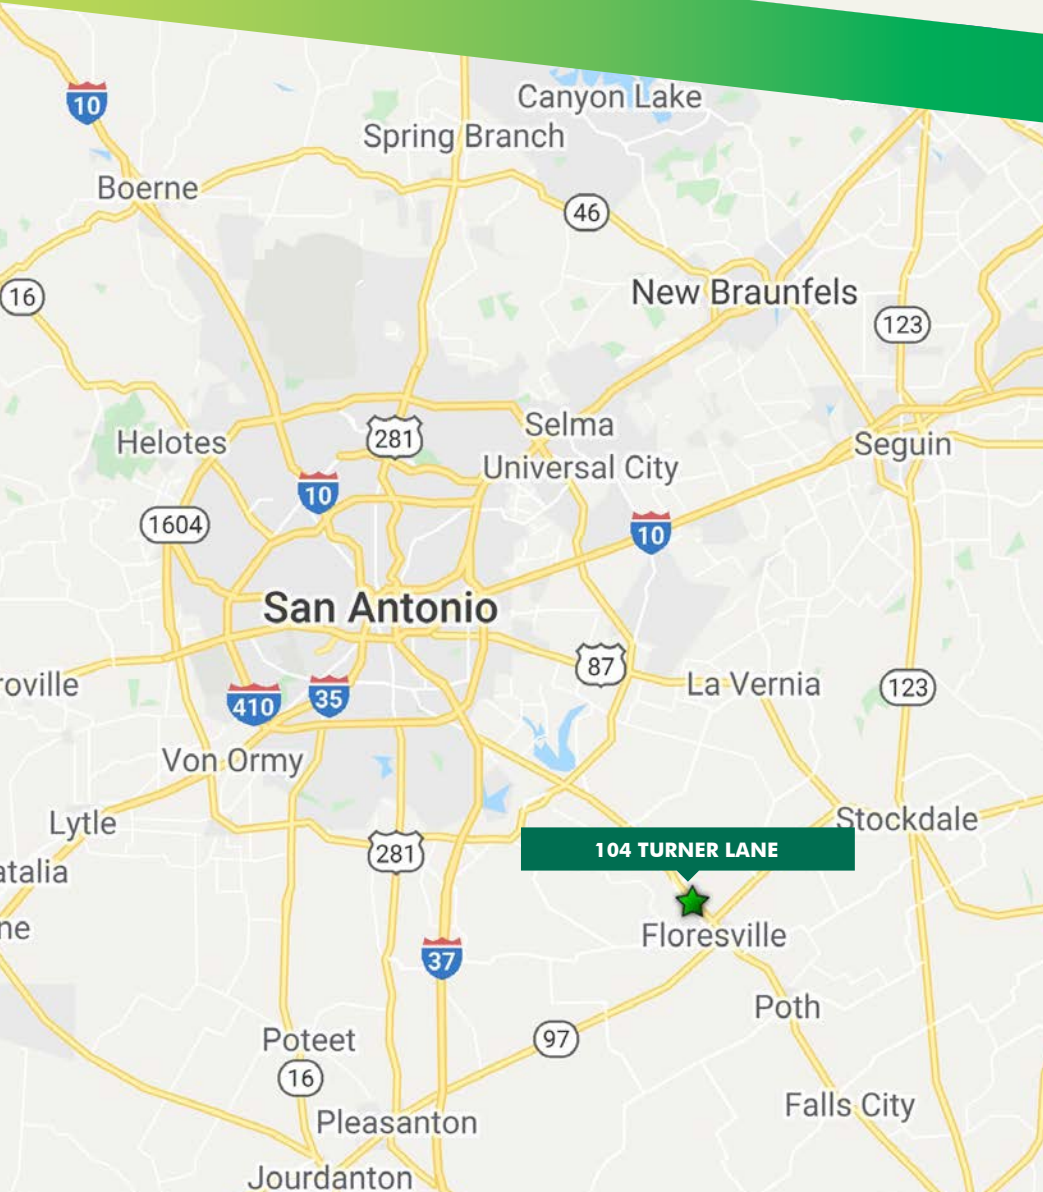 Canyon Lake
10
Spring Branch
Boerne
46
16
New Braunfels
123
Selma
281
Helotes
Seguin
Universal City
10
1604
10
San Antonio
87
roville
La Vernia
123
410
35
Von Ormy
Lytle
Stockdale
104 TURNER LANE
281
atalia
ne
Floresville
37
Poth
97
Poteet
16
Falls City
Pleasanton
Jourdanton